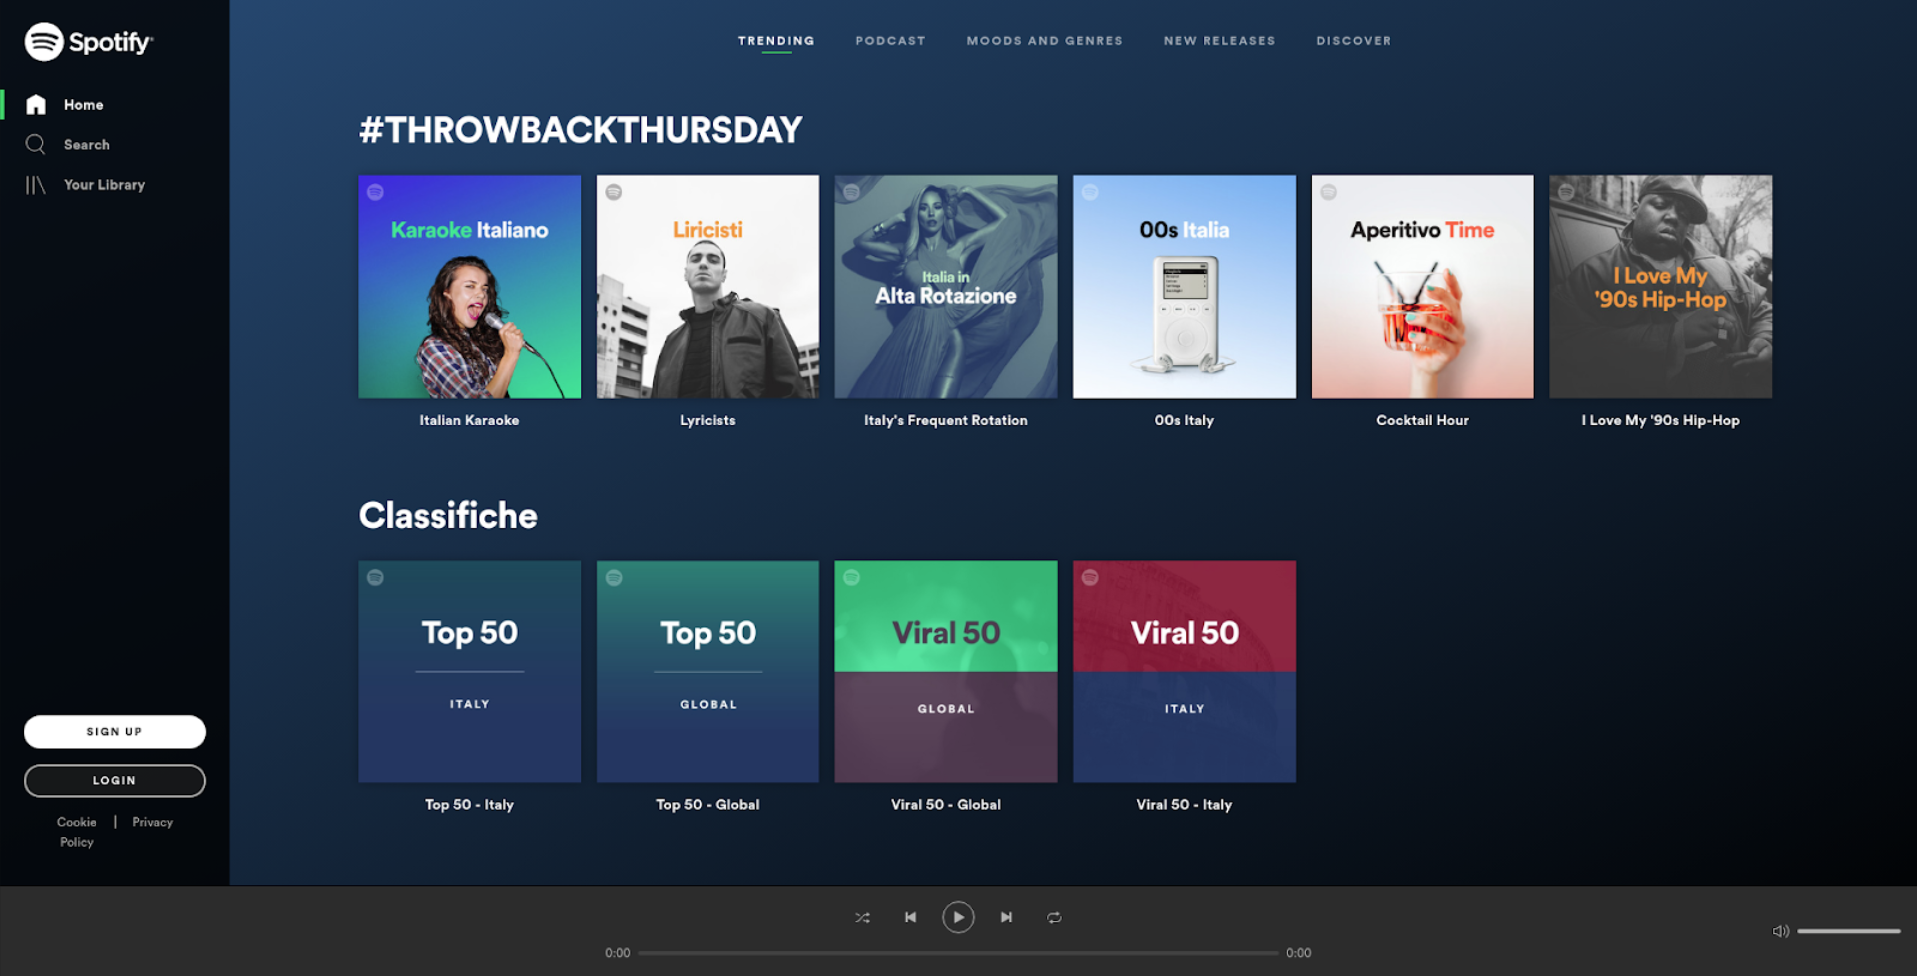 Spotify
Home
Search
Your Library
SIGN UP
LOGIN
Cookie | Privacy
Policy
TRENDING PODCAST MOODS AND GENRES NEW RELEASES DISCOVER
#THROWBACKTHURSDAY
Karaoke Italiano
Italian Karaoke
Liricisti
Lyricists
Italia in
Alta Rotazione
Italy's Frequent Rotation
00s Italia
00s Italy
Aperitivo Time
Cocktail Hour
I Love My
'90s Hip-Hop
I Love My '90s Hip-Hop
Classifiche
Top 50
ITALY
Top 50 - Italy
Top 50
GLOBAL
Top 50 - Global
Viral 50
GLOBAL
Viral 50 - Global
Viral 50
ITALY
Viral 50 - Italy
0:00 0:00